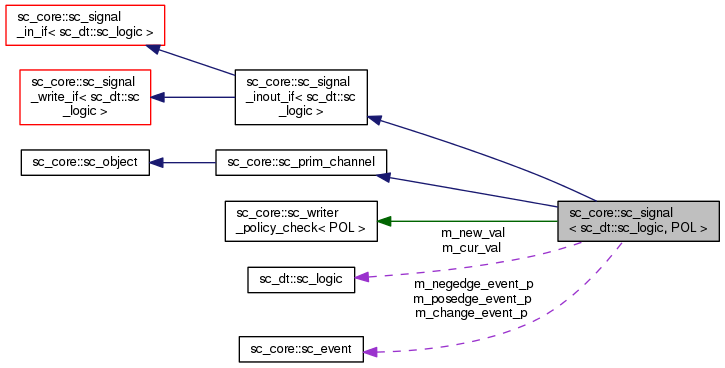 sc_core::sc_signal
_in_if< sc_dt::sc_logic >
sc_core::sc_signal
_write_if< sc_dt::sc
_logic >
sc_core::sc_signal
_inout_if< sc_dt::sc
_logic >
sc_core::sc_object
sc_core::sc_prim_channel
sc_core::sc_writer
_policy_check< POL >
sc_core::sc_signal
< sc_dt::sc_logic, POL >
m_new_val
m_cur_val
sc_dt::sc_logic
m_negedge_event_p
m_posedge_event_p
m_change_event_p
sc_core::sc_event